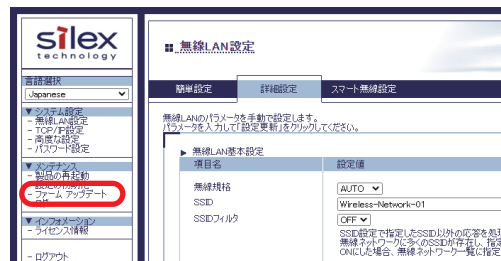 silex
technology
言語選択
Japanese
▼ システム設定
- 無線LAN設定
- TCP/IP設定
- 高度な設定
- パスワード設定
▼ メンテナンス
- 製品の再起動
- ファーム アップデート
▼ インフォメーション
- ライセンス情報
- ログアウト
無線LAN設定
簡単設定 詳細設定 スマート無線設定
無線LANのパラメータを手動で設定します。
パラメータを入力して「設定更新」をクリックしてください。
▶ 無線LAN基本設定
項目名 設定値
無線規格 AUTO
SSID Wireless-Network-01
SSIDフィルタ OFF
SSID設定で指定したSSID以外の応答を処理
無線ネットワークに多くのSSIDが存在し、指定
ONにした場合、無線ネットワーク一覧に指定